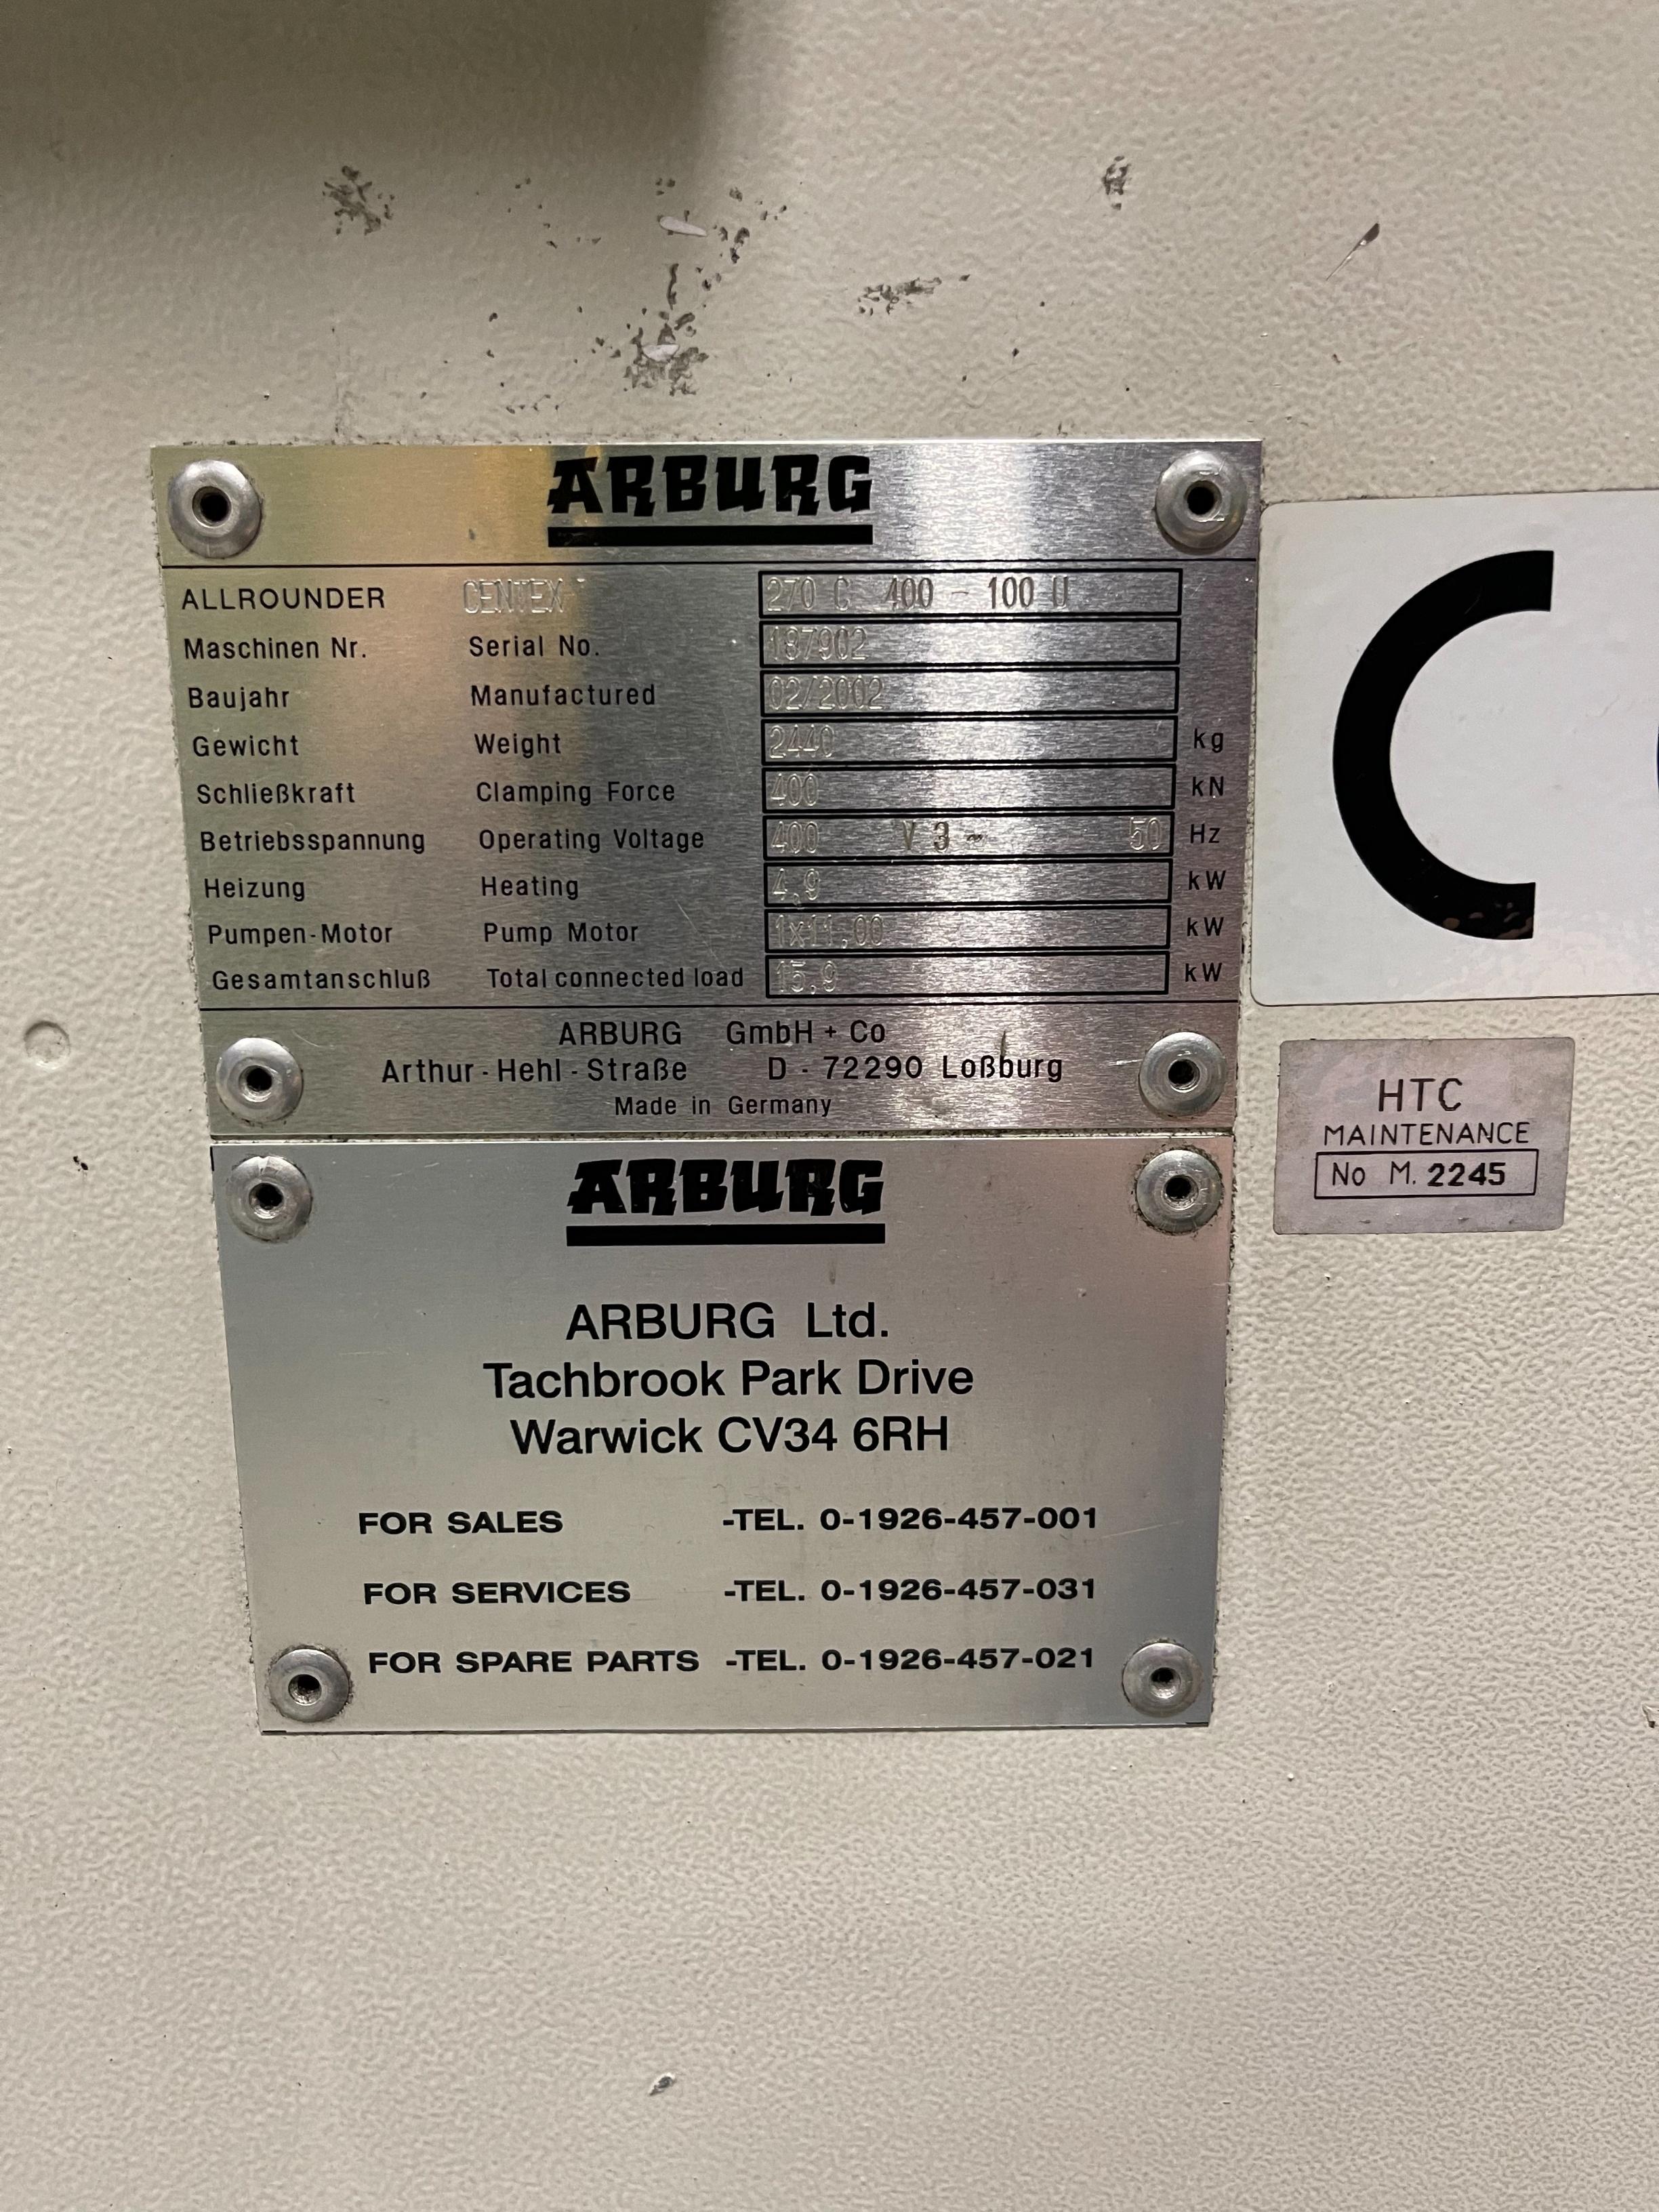 ARBURG
ALLROUNDER CENTEX 270 C 400 - 100 U
Maschinen Nr. Serial No. 187902
Baujahr Manufactured 02/2002
Gewicht Weight 2440 kg
Schließkraft Clamping Force 400 kN
Betriebsspannung Operating Voltage 400 V 3~ 50 Hz
Heizung Heating 4,9 kW
Pumpen-Motor Pump Motor 1x11,00 kW
Gesamtanschluß Total connected load 15,9 kW
ARBURG GmbH + Co
Arthur-Hehl-Straße D-72290 Loßburg
Made in Germany
C
HTC
MAINTENANCE
No M. 2245
ARBURG
ARBURG Ltd.
Tachbrook Park Drive
Warwick CV34 6RH
FOR SALES -TEL. 0-1926-457-001
FOR SERVICES -TEL. 0-1926-457-031
FOR SPARE PARTS -TEL. 0-1926-457-021